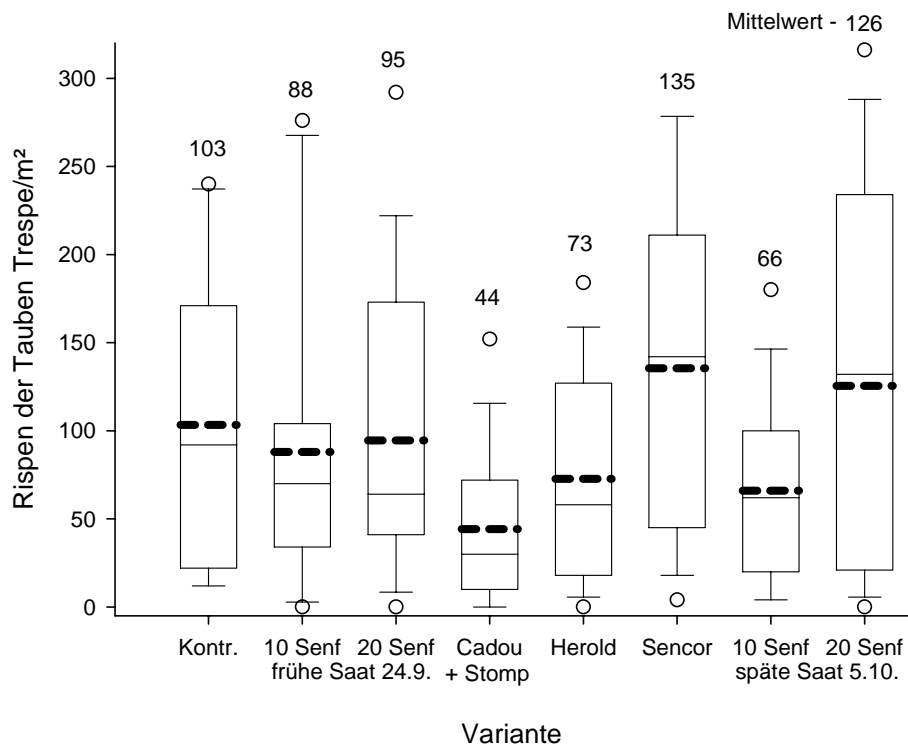 Mittelwert - 126
95
88
135
103
73
66
44
Rispen der Tauben Trespe/m²
300
250
200
150
100
50
0
Kontr. 10 Senf 20 Senf Cadou Herold Sencor 10 Senf 20 Senf
frühe Saat 24.9. + Stomp späte Saat 5.10.
Variante